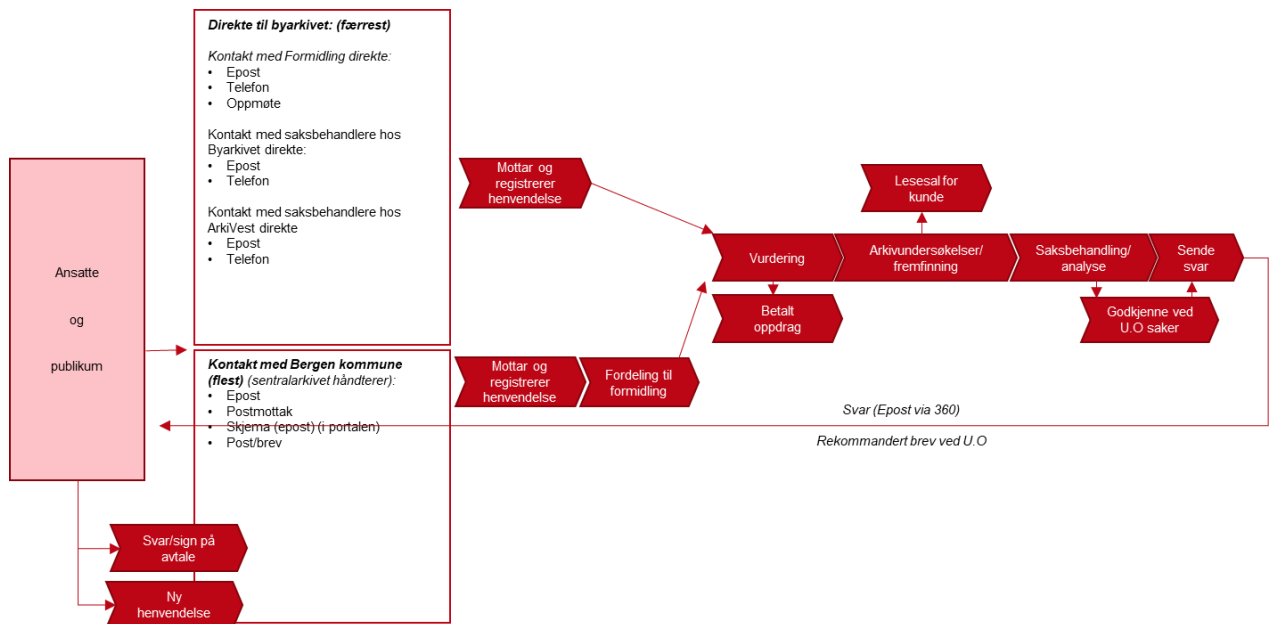 Ansatte
og
publikum
Direkte til byarkivet: (færrest)
Kontakt med Formidling direkte:
• Epost
• Telefon
• Oppmøte
Kontakt med saksbehandlere hos
Byarkivet direkte:
• Epost
• Telefon
Kontakt med saksbehandlere hos
ArkiVest direkte
• Epost
• Telefon
Kontakt med Bergen kommune
(flest) (sentralarkivet håndterer):
• Epost
• Postmottak
• Skjema (epost) (i portalen)
• Post/brev
Mottar og
registrerer
henvendelse
Mottar og
registrerer
henvendelse
Fordeling til
formidling
Vurdering
Betalt
oppdrag
Arkivundersøkelser/
fremfinning
Lesesal for
kunde
Saksbehandling/
analyse
Godkjenne ved
U.O saker
Sende
svar
Svar (Epost via 360)
Rekommandert brev ved U.O
Svar/sign på
avtale
Ny
henvendelse